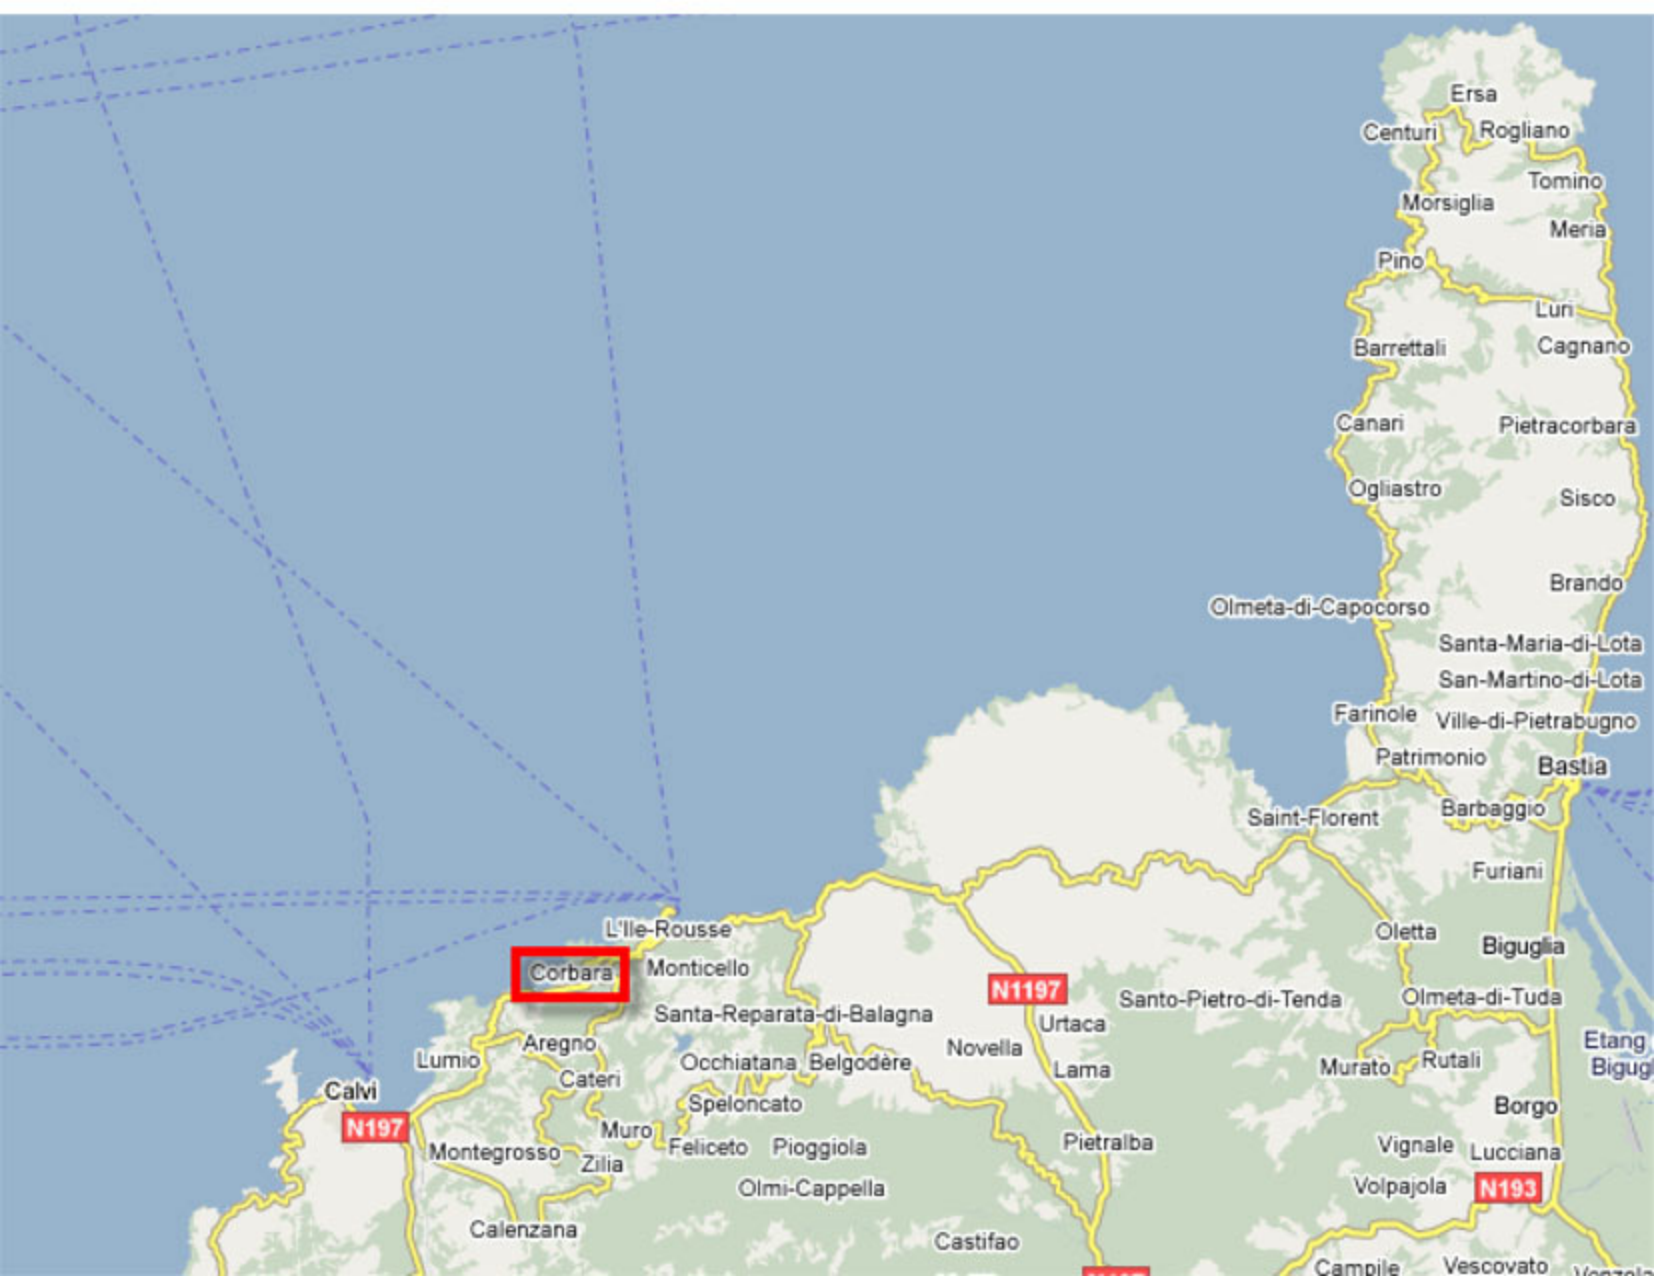 Ersa
Centuri
Rogliano
Tomino
Morsiglia
Meria
Pino
Luri
Barrettali
Cagnano
Canari
Pietracorbara
Ogliastro
Sisco
Brando
Olmeta-di-Capocorso
Santa-Maria-di-Lota
San-Martino-di-Lota
Farinole
Ville-di-Pietrabugno
Patrimonio
Bastia
Barbaggio
Saint-Florent
Furiani
L'Ile-Rousse
Oletta
Biguglia
Corbara
Monticello
N1197
Santo-Pietro-di-Tenda
Olmeta-di-Tuda
Santa-Reparata-di-Balagna
Urtaca
Aregno
Novella
Etang
Bigugl
Lumio
Occhiatana
Belgodère
Lama
Murato
Rutali
Cateri
Calvi
Speloncato
Borgo
N197
Muro
Feliceto
Pioggiola
Pietralba
Vignale
Lucciana
Montegrosso
Zilia
Olmi-Cappella
Volpajola
N193
Calenzana
Castifao
Campile
Vescovato